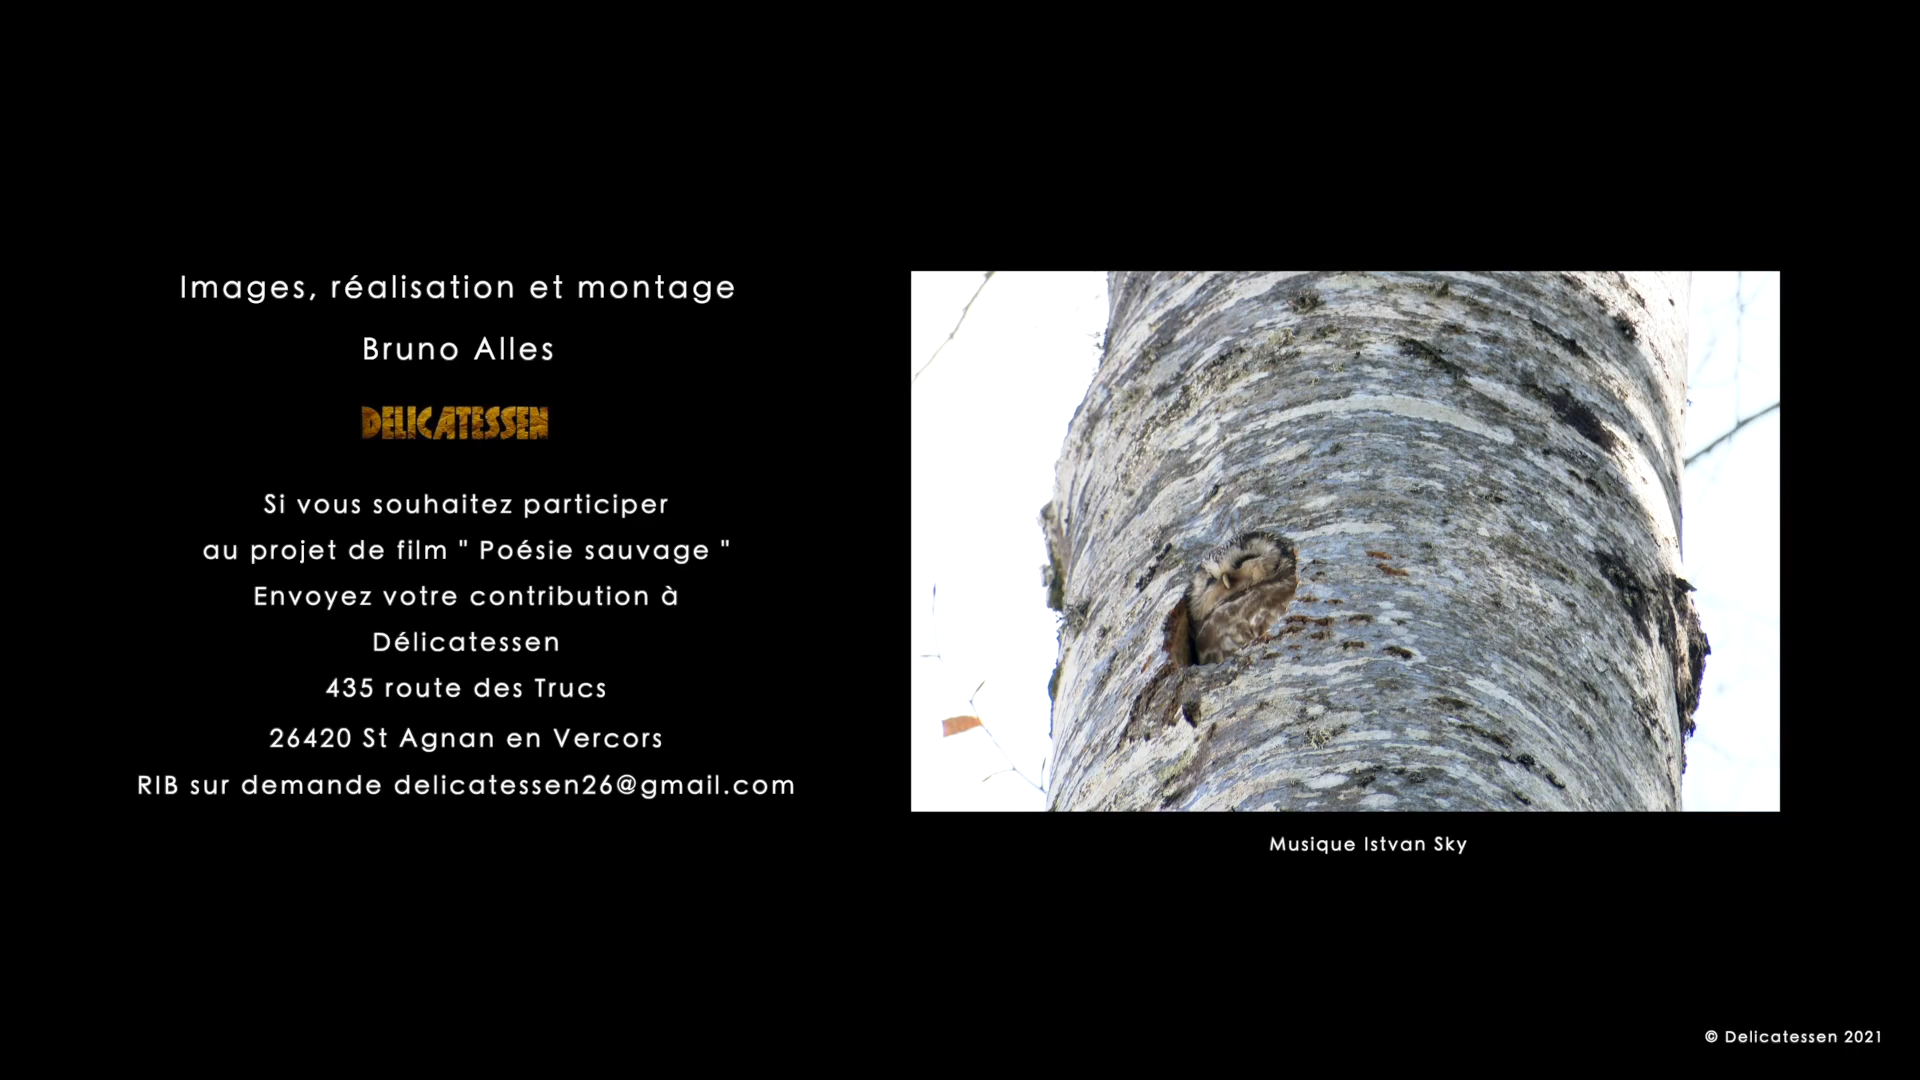 Images, réalisation et montage
Bruno Alles
DELICATESSEN
Si vous souhaitez participer
au projet de film " Poésie sauvage "
Envoyez votre contribution à
Délicatessen
435 route des Trucs
26420 St Agnan en Vercors
RIB sur demande delicatessen26@gmail.com
Musique Istvan Sky
© Delicatessen 2021